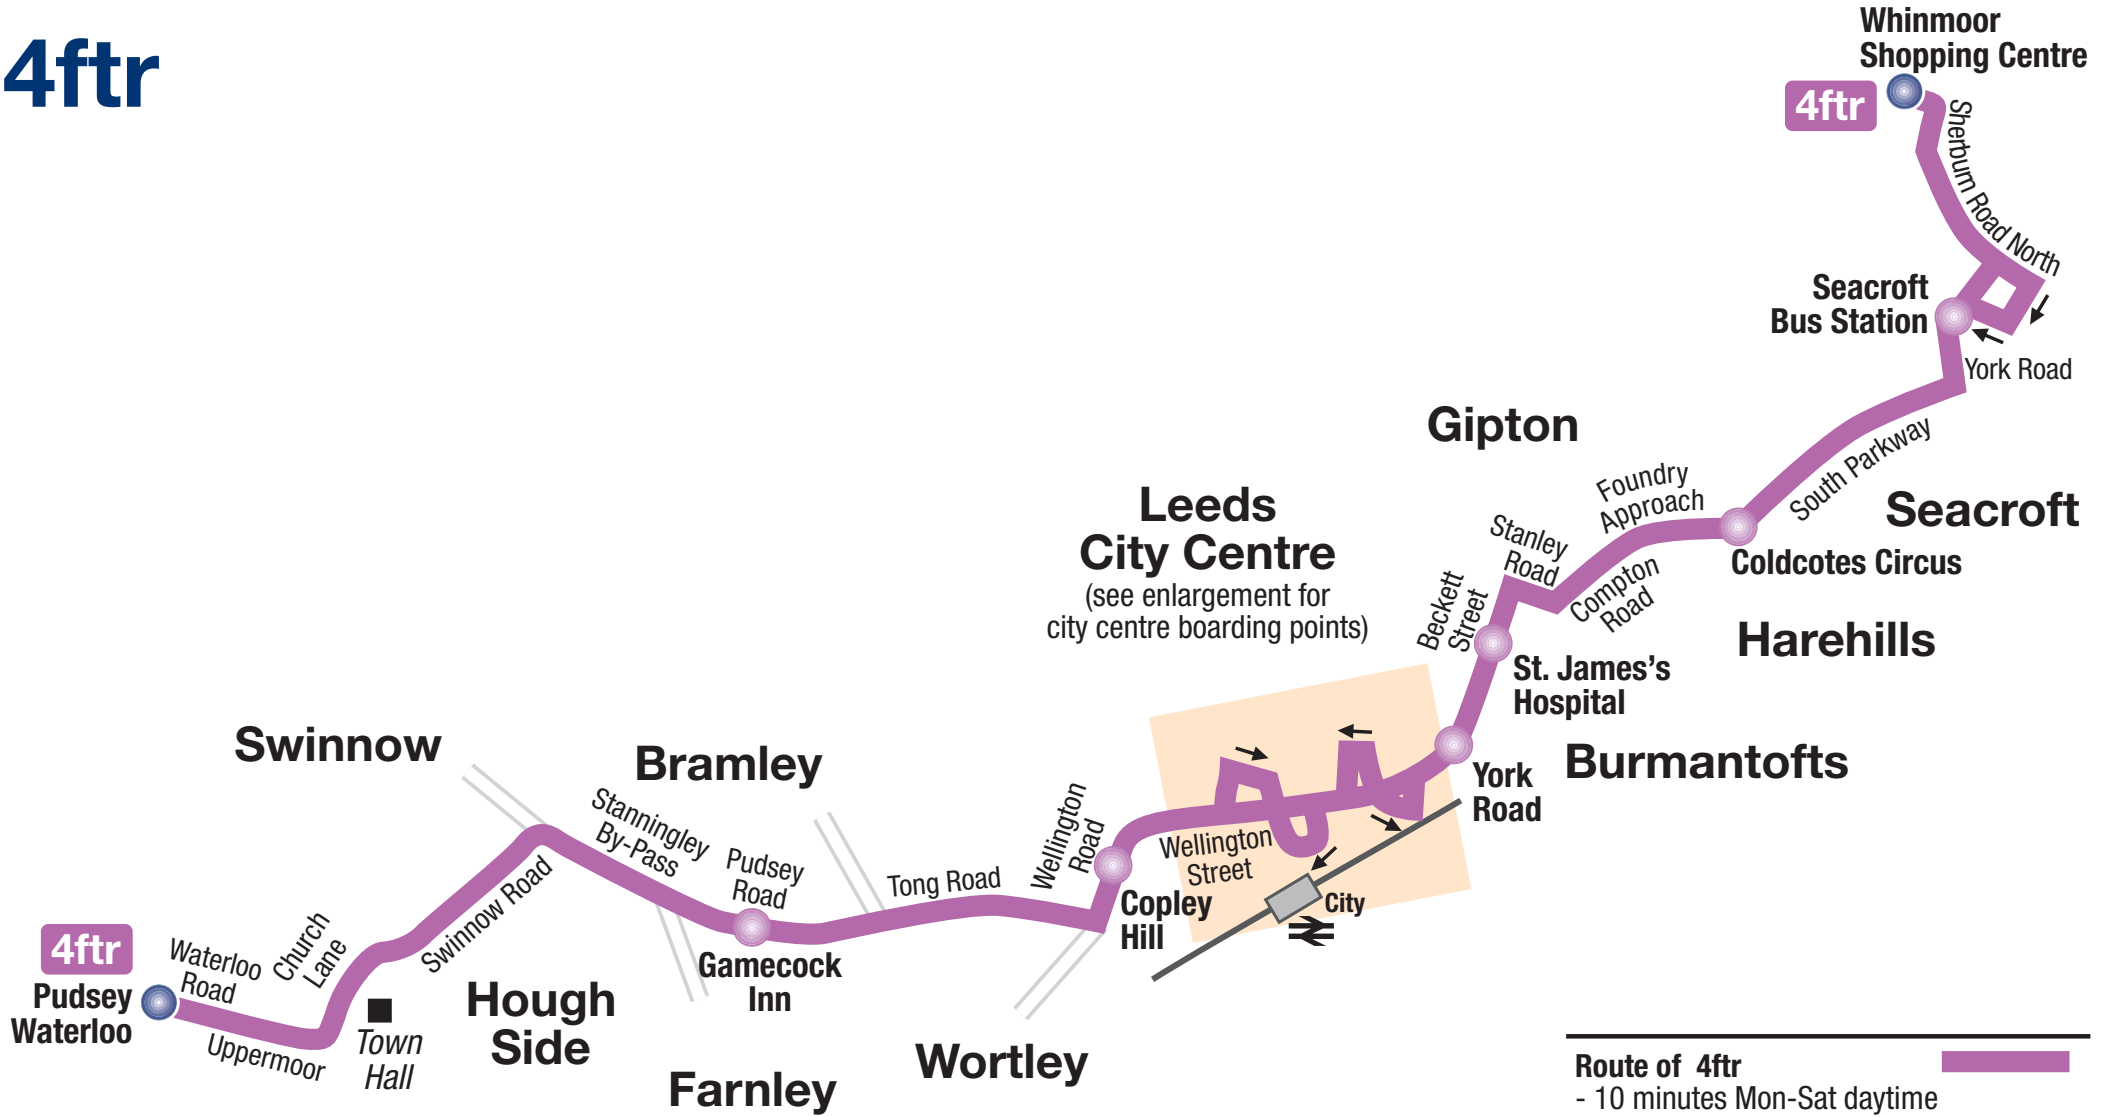 4ftr
Whinmoor
Shopping Centre
4ftr
Sherburn Road North
Seacroft
Bus Station
York Road
Gipton
South Parkway
Seacroft
Foundry
Approach
Coldcotes Circus
Stanley
Road
Compton
Road
Harehills
Beckett
Street
St. James's
Hospital
Leeds
City Centre
(see enlargement for
city centre boarding points)
Burmantofts
York
Road
Wellington
Street
City
Wellington
Road
Copley
Hill
Swinnow
Bramley
Stanningley
By-Pass
Pudsey
Road
Tong Road
Gamecock
Inn
Swinnow Road
Church
Lane
4ftr
Waterloo
Road
Pudsey
Waterloo
Uppermoor
Town
Hall
Hough
Side
Farnley
Wortley
Route of 4ftr
- 10 minutes Mon-Sat daytime